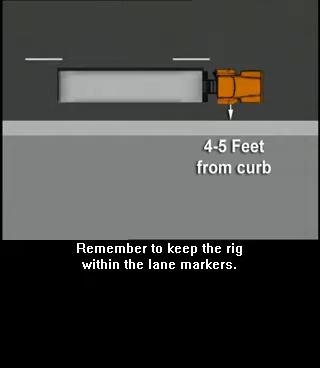 4-5 Feet
from curb
Remember to keep the rig
within the lane markers.